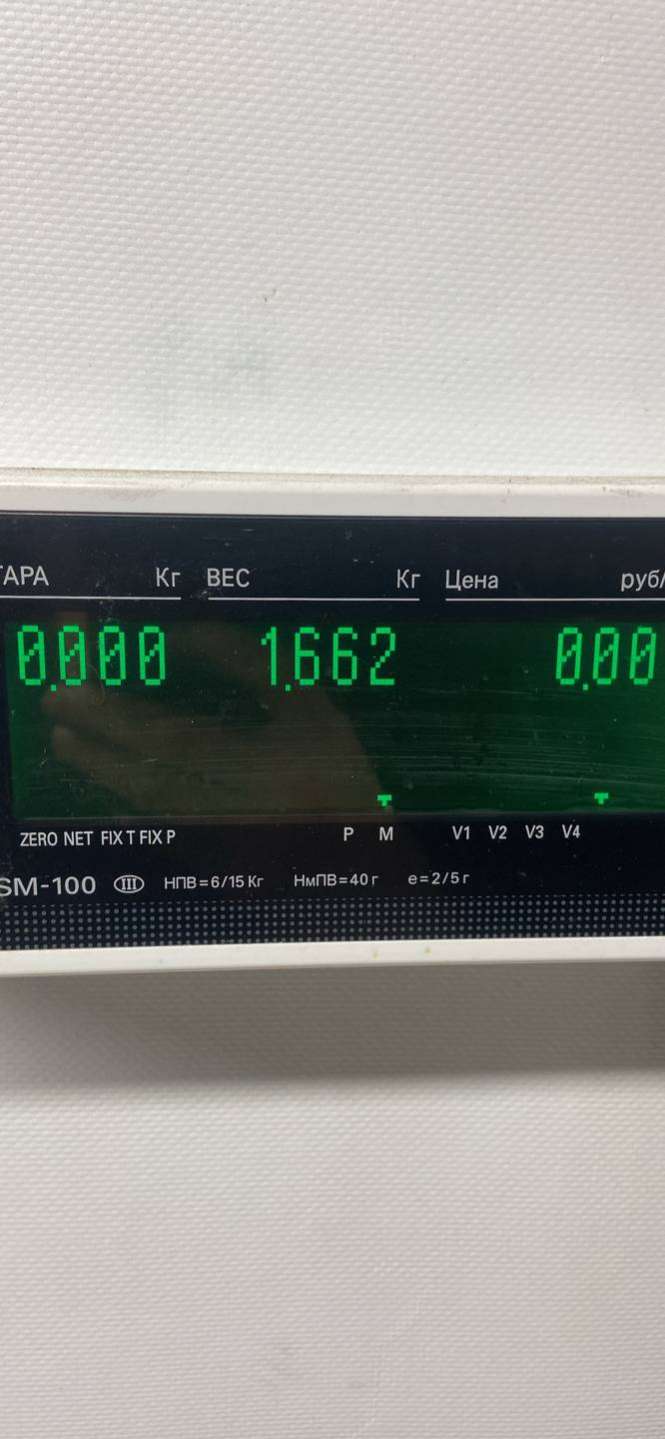 ТАРА Кг ВЕС Кг Цена руб/
0.000 1.662 0.00
ZERO NET FIX T FIX P P M V1 V2 V3 V4
SM-100 III НПВ=6/15 Кг НмПВ=40 г e=2/5 г